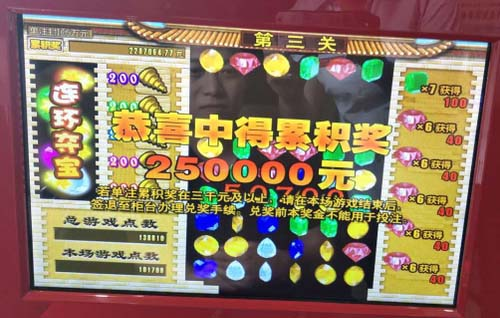 第三关
累积奖
2287064.77元
连环夺宝
200
200
200
恭喜中得累积奖
250000元
若单注累积奖在三千元及以上，请在本场游戏结束后，
签退至柜台办理兑奖手续，兑奖前本奖金不能用于投注。
总游戏点数
本场游戏点数
×7获得
100
×6获得
40
×6获得
40
×6获得
40
×6获得
40
×6获得
40